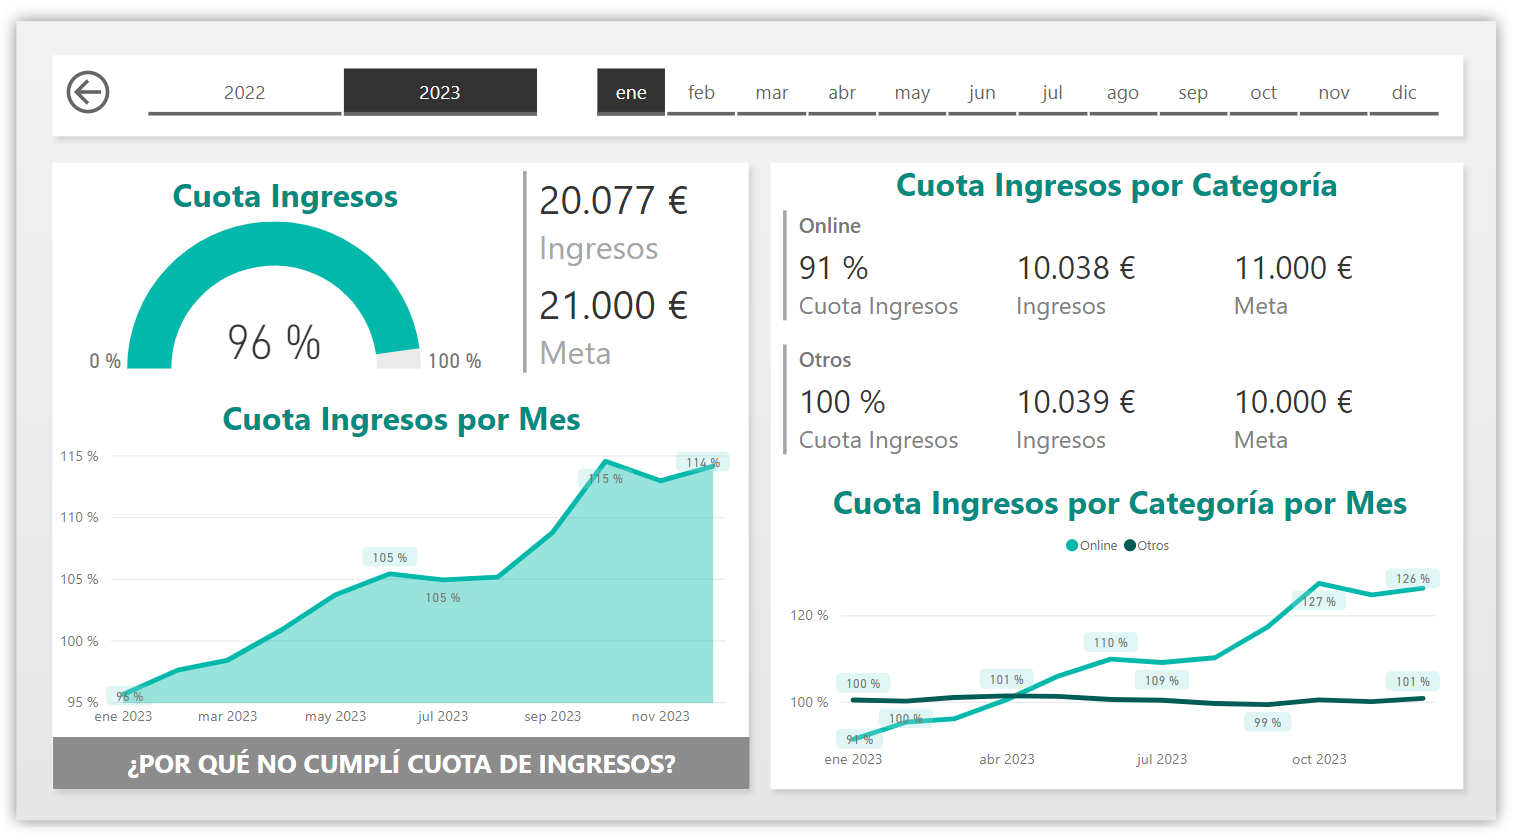 2022 2023 ene feb mar abr may jun jul ago sep oct nov dic
Cuota Ingresos
96 %
0 % 100 %
20.077 €
Ingresos
21.000 €
Meta
Cuota Ingresos por Mes
115 %
110 %
105 %
100 %
95 %
96 %
105 %
105 %
115 %
114 %
ene 2023 mar 2023 may 2023 jul 2023 sep 2023 nov 2023
¿POR QUÉ NO CUMPLÍ CUOTA DE INGRESOS?
Cuota Ingresos por Categoría
Online
91 % 10.038 € 11.000 €
Cuota Ingresos Ingresos Meta
Otros
100 % 10.039 € 10.000 €
Cuota Ingresos Ingresos Meta
Cuota Ingresos por Categoría por Mes
Online Otros
120 %
100 %
100 %
91 %
100 %
101 %
110 %
109 %
99 %
127 %
126 %
101 %
ene 2023 abr 2023 jul 2023 oct 2023